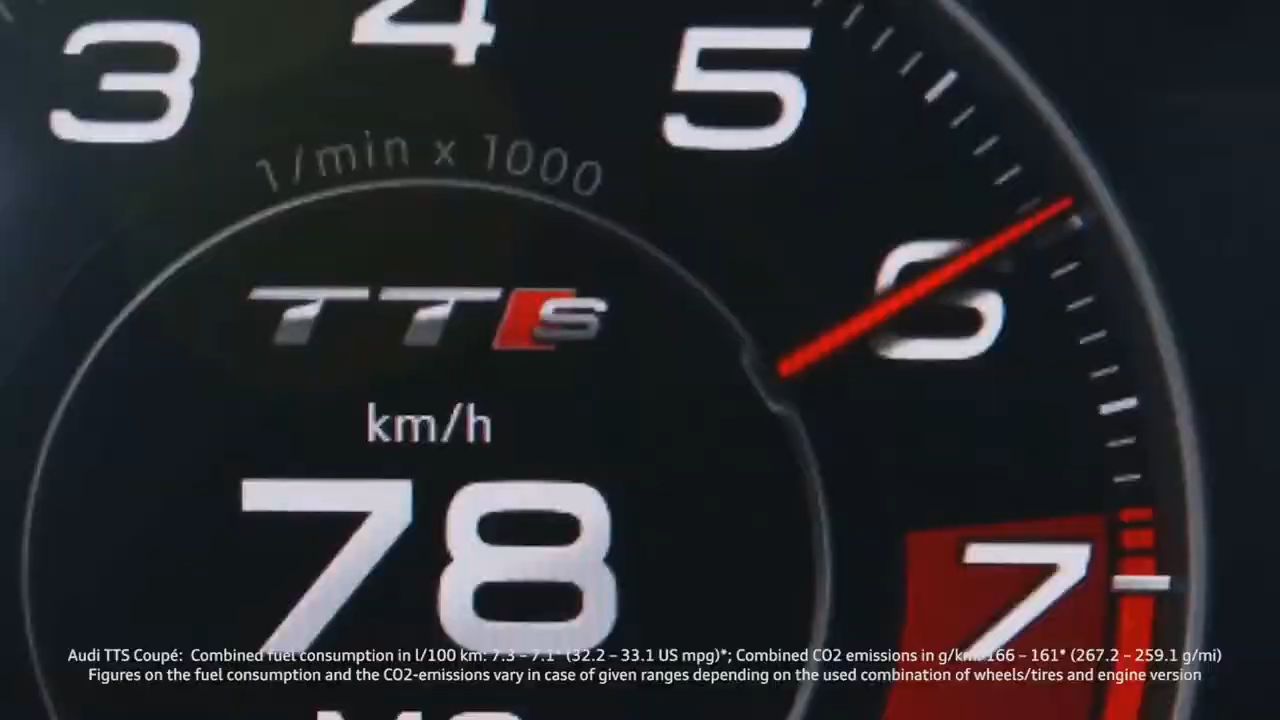 3 4 5
1/min x 1000
TTS
6
km/h
78
7
Audi TTS Coupé: Combined fuel consumption in l/100 km: 7.3 – 7.1* (32.2 – 33.1 US mpg)*; Combined CO2 emissions in g/km: 166 – 161* (267.2 – 259.1 g/mi)
Figures on the fuel consumption and the CO2-emissions vary in case of given ranges depending on the used combination of wheels/tires and engine version